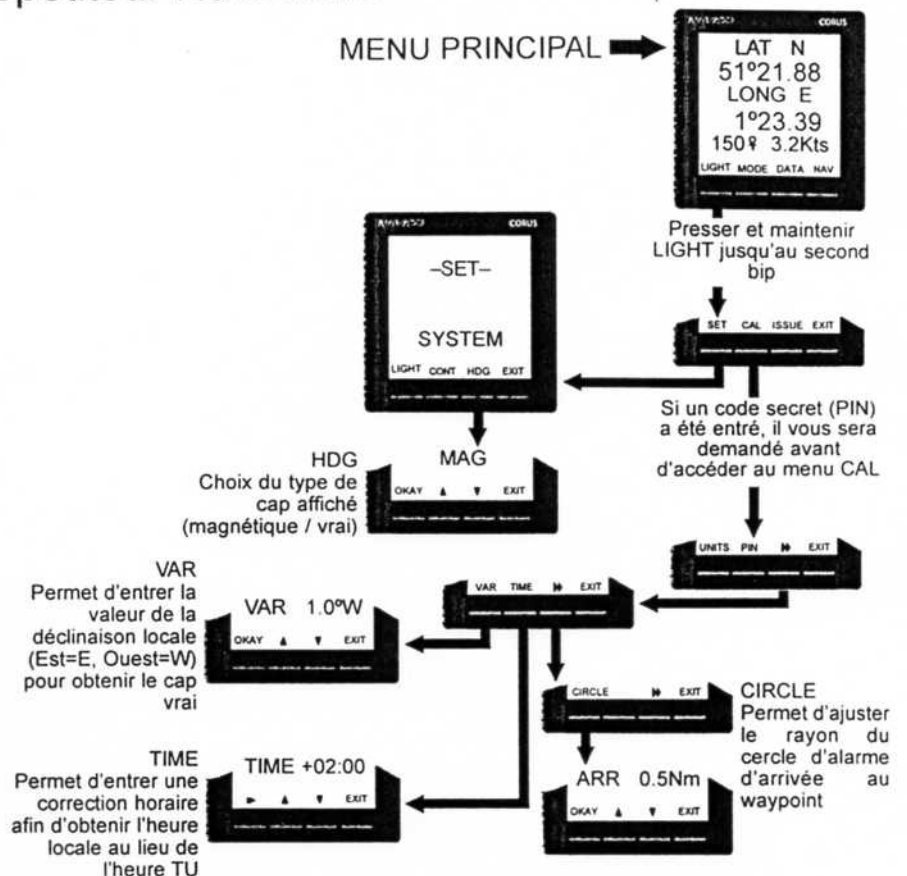 MENU PRINCIPAL
CORUS
LAT N
51º21.88
LONG E
1º23.39
150 3.2Kts
LIGHT MODE DATA NAV
Presser et maintenir
LIGHT jusqu'au second
bip
CORUS
–SET–
SYSTEM
LIGHT CONT HDG EXIT
SET CAL ISSUE EXIT
Si un code secret (PIN)
a été entré, il vous sera
demandé avant
d'accéder au menu CAL
HDG
Choix du type de
cap affiché
(magnétique / vrai)
MAG
OKAY ▲ ▼ EXIT
UNITS PIN EXIT
VAR TIME EXIT
VAR
Permet d'entrer la
valeur de la
déclinaison locale
(Est=E, Ouest=W)
pour obtenir le cap
vrai
VAR 1.0ºW
OKAY ▲ ▼ EXIT
CIRCLE EXIT
CIRCLE
Permet d'ajuster
le rayon du
cercle d'alarme
d'arrivée au
waypoint
TIME
Permet d'entrer une
correction horaire
afin d'obtenir l'heure
locale au lieu de
l'heure TU
TIME +02:00
► ▲ ▼ EXIT
ARR 0.5Nm
OKAY ▲ ▼ EXIT